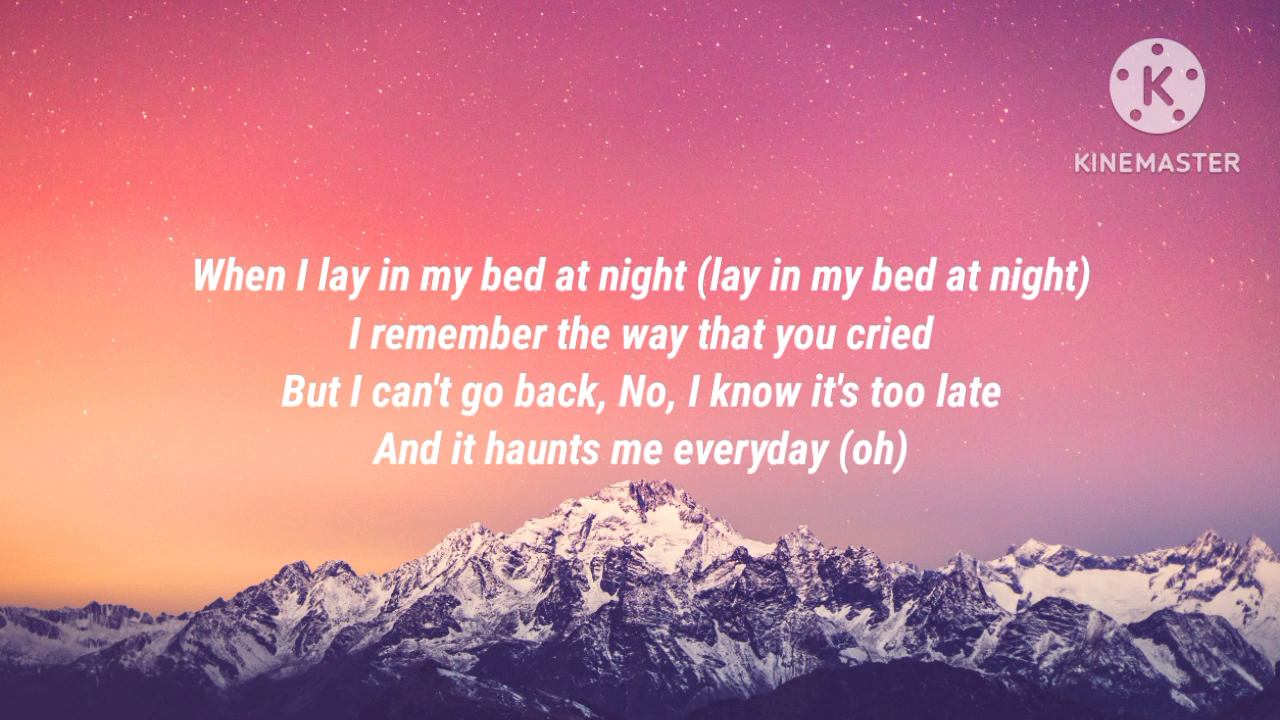 K
KINEMASTER
When I lay in my bed at night (lay in my bed at night)
I remember the way that you cried
But I can't go back, No, I know it's too late
And it haunts me everyday (oh)